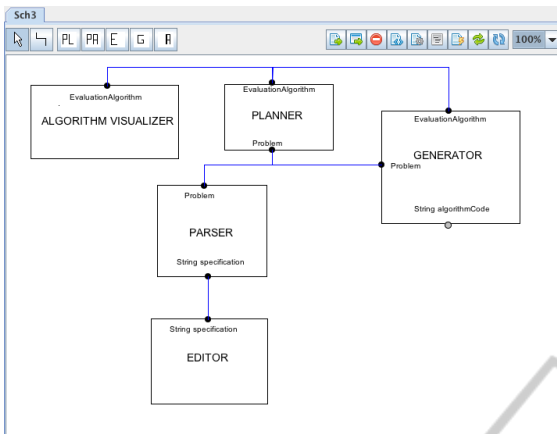 Sch3
PL PR E G A
100%
EvaluationAlgorithm
ALGORITHM VISUALIZER
EvaluationAlgorithm
PLANNER
Problem
EvaluationAlgorithm
GENERATOR
Problem
String algorithmCode
Problem
PARSER
String specification
String specification
EDITOR